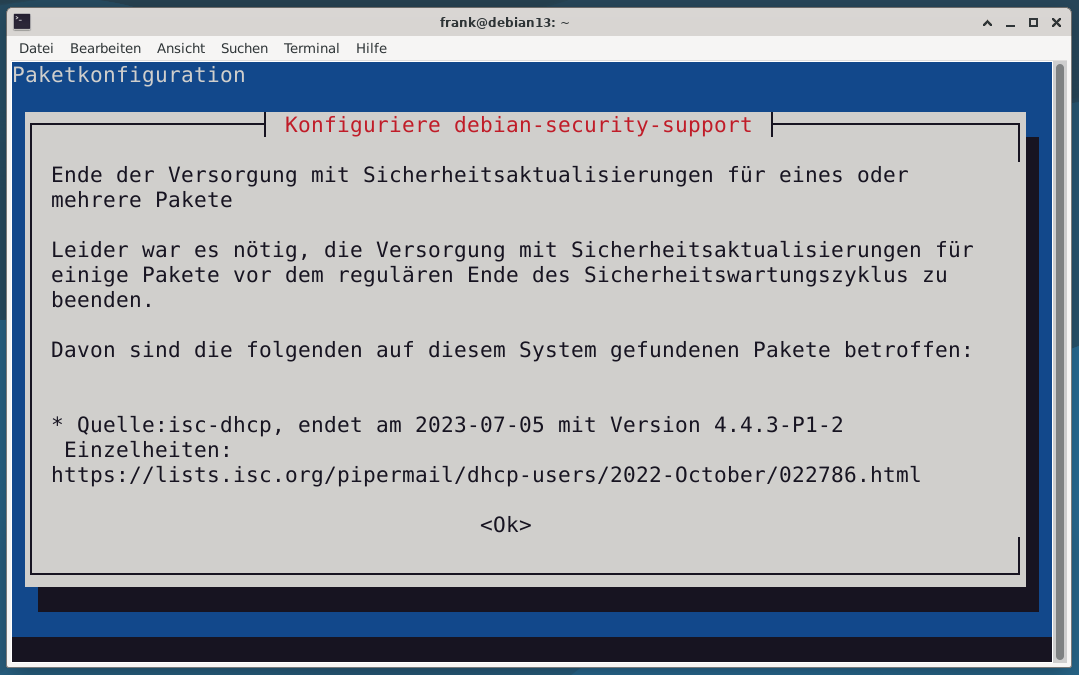 frank@debian13: ~
Datei Bearbeiten Ansicht Suchen Terminal Hilfe
Paketkonfiguration
Konfiguriere debian-security-support
Ende der Versorgung mit Sicherheitsaktualisierungen für eines oder
mehrere Pakete
Leider war es nötig, die Versorgung mit Sicherheitsaktualisierungen für
einige Pakete vor dem regulären Ende des Sicherheitswartungszyklus zu
beenden.
Davon sind die folgenden auf diesem System gefundenen Pakete betroffen:
* Quelle:isc-dhcp, endet am 2023-07-05 mit Version 4.4.3-P1-2
Einzelheiten:
https://lists.isc.org/pipermail/dhcp-users/2022-October/022786.html
<Ok>